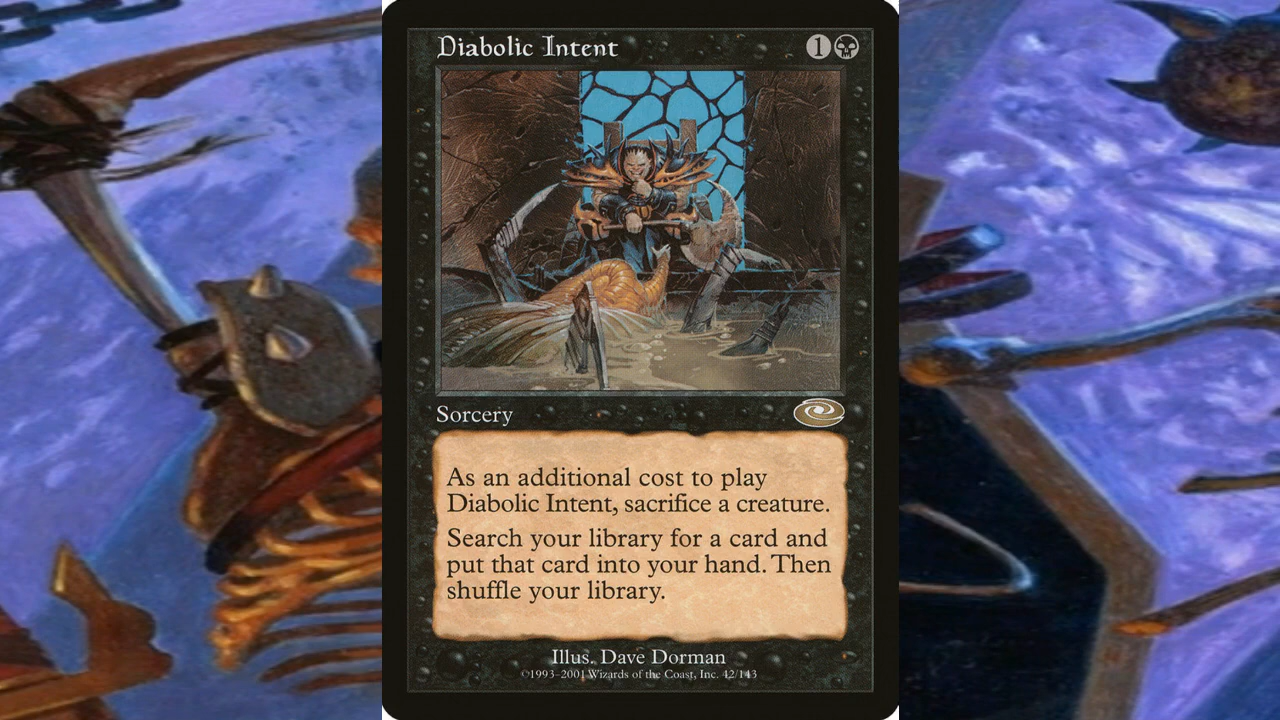 Diabolic Intent 1
Sorcery
As an additional cost to play
Diabolic Intent, sacrifice a creature.
Search your library for a card and
put that card into your hand. Then
shuffle your library.
Illus. Dave Dorman
©1993–2001 Wizards of the Coast, Inc. 42/143